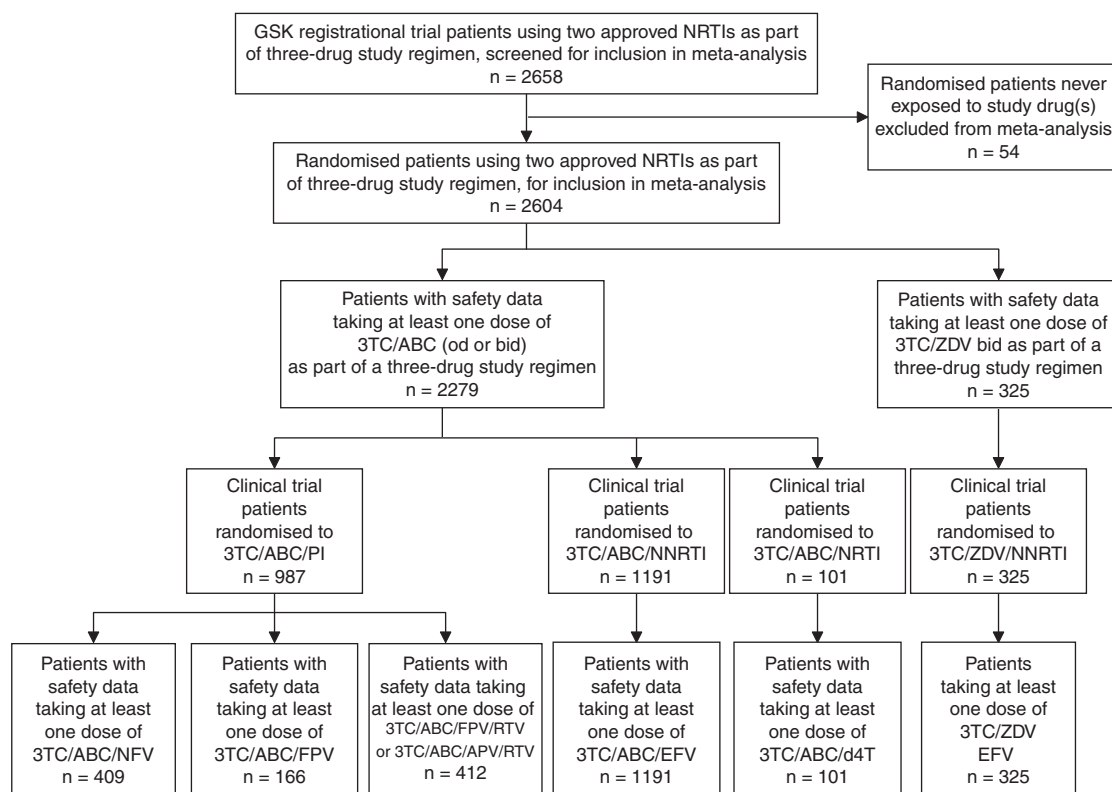 GSK registrational trial patients using two approved NRTIs as part
of three-drug study regimen, screened for inclusion in meta-analysis
n = 2658
Randomised patients never
exposed to study drug(s)
excluded from meta-analysis
n = 54
Randomised patients using two approved NRTIs as part
of three-drug study regimen, for inclusion in meta-analysis
n = 2604
Patients with safety data
taking at least one dose of
3TC/ABC (od or bid)
as part of a three-drug study regimen
n = 2279
Patients with safety data
taking at least one dose of
3TC/ZDV bid as part of a
three-drug study regimen
n = 325
Clinical trial
patients
randomised to
3TC/ABC/PI
n = 987
Clinical trial
patients
randomised to
3TC/ABC/NNRTI
n = 1191
Clinical trial
patients
randomised to
3TC/ABC/NRTI
n = 101
Clinical trial
patients
randomised to
3TC/ZDV/NNRTI
n = 325
Patients with
safety data
taking at least
one dose of
3TC/ABC/NFV
n = 409
Patients with
safety data
taking at least
one dose of
3TC/ABC/FPV
n = 166
Patients with
safety data taking
at least one dose of
3TC/ABC/FPV/RTV
or 3TC/ABC/APV/RTV
n = 412
Patients with
safety data
taking at least
one dose of
3TC/ABC/EFV
n = 1191
Patients with
safety data
taking at least
one dose of
3TC/ABC/d4T
n = 101
Patients
taking at least
one dose of
3TC/ZDV
EFV
n = 325